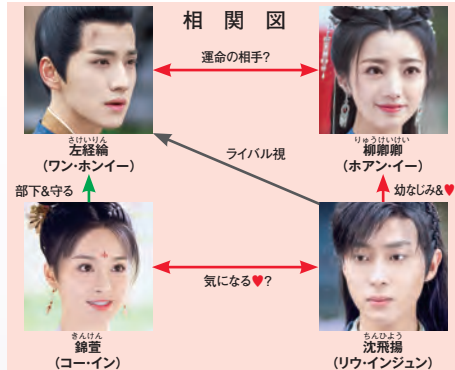 相関図
運命の相手?
さけいりん
左経綸
(ワン・ホンイー)
りゅうけいけい
柳卿卿
(ホアン・イー)
ライバル視
部下&守る
幼なじみ&♥
気になる♥?
きんけん
錦萱
(コー・イン)
ちんひよう
沈飛揚
(リウ・インジュン)